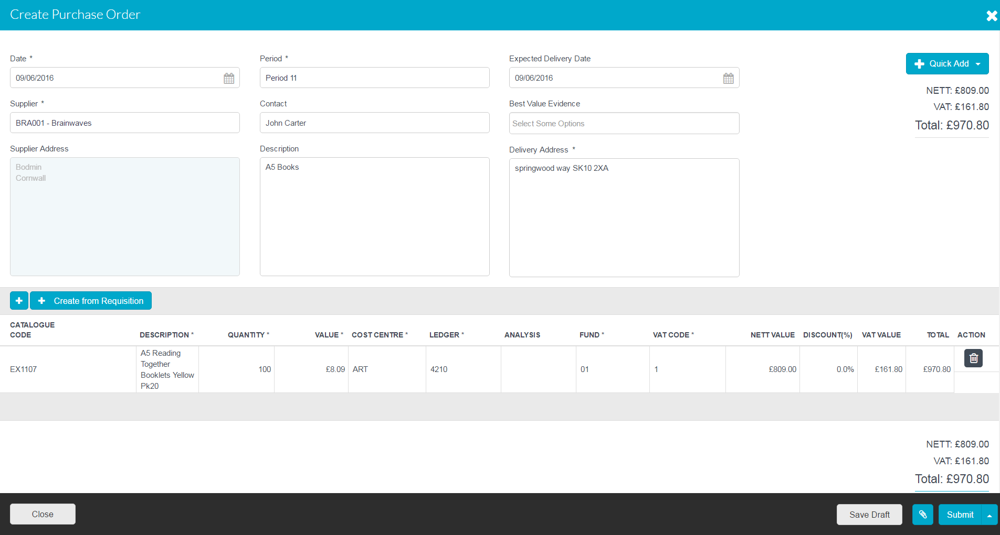 Create Purchase Order
Date *
Period *
Expected Delivery Date
Quick Add
09/06/2016
Period 11
09/06/2016
NETT: £809.00
VAT: £161.80
Total: £970.80
Supplier *
Contact
Best Value Evidence
BRA001 - Brainwaves
John Carter
Select Some Options
Supplier Address
Description
Delivery Address *
Bodmin
Cornwall
A5 Books
springwood way SK10 2XA
Create from Requisition
CATALOGUE
CODE DESCRIPTION * QUANTITY * VALUE * COST CENTRE * LEDGER * ANALYSIS FUND * VAT CODE * NETT VALUE DISCOUNT(%) VAT VALUE TOTAL ACTION
EX1107
A5 Reading
Together
Booklets Yellow
Pk20
100 £8.09 ART 4210 01 1 £809.00 0.0% £161.80 £970.80
NETT: £809.00
VAT: £161.80
Total: £970.80
Close
Save Draft
Submit